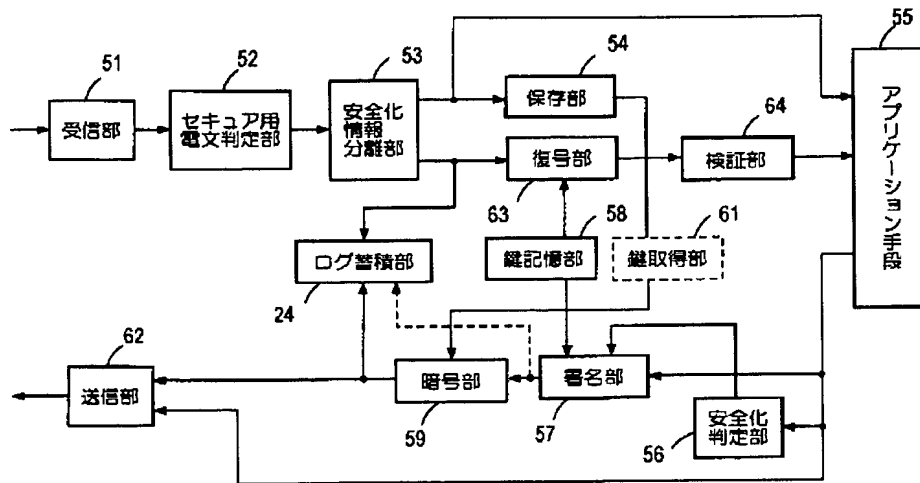 51
受信部
52
セキュア用
電文判定部
53
安全化
情報
分離部
54
保存部
55
アプリケーション手段
64
検証部
復号部
63
58
鍵記憶部
61
鍵取得部
ログ蓄積部
24
62
送信部
暗号部
59
署名部
57
安全化
判定部
56